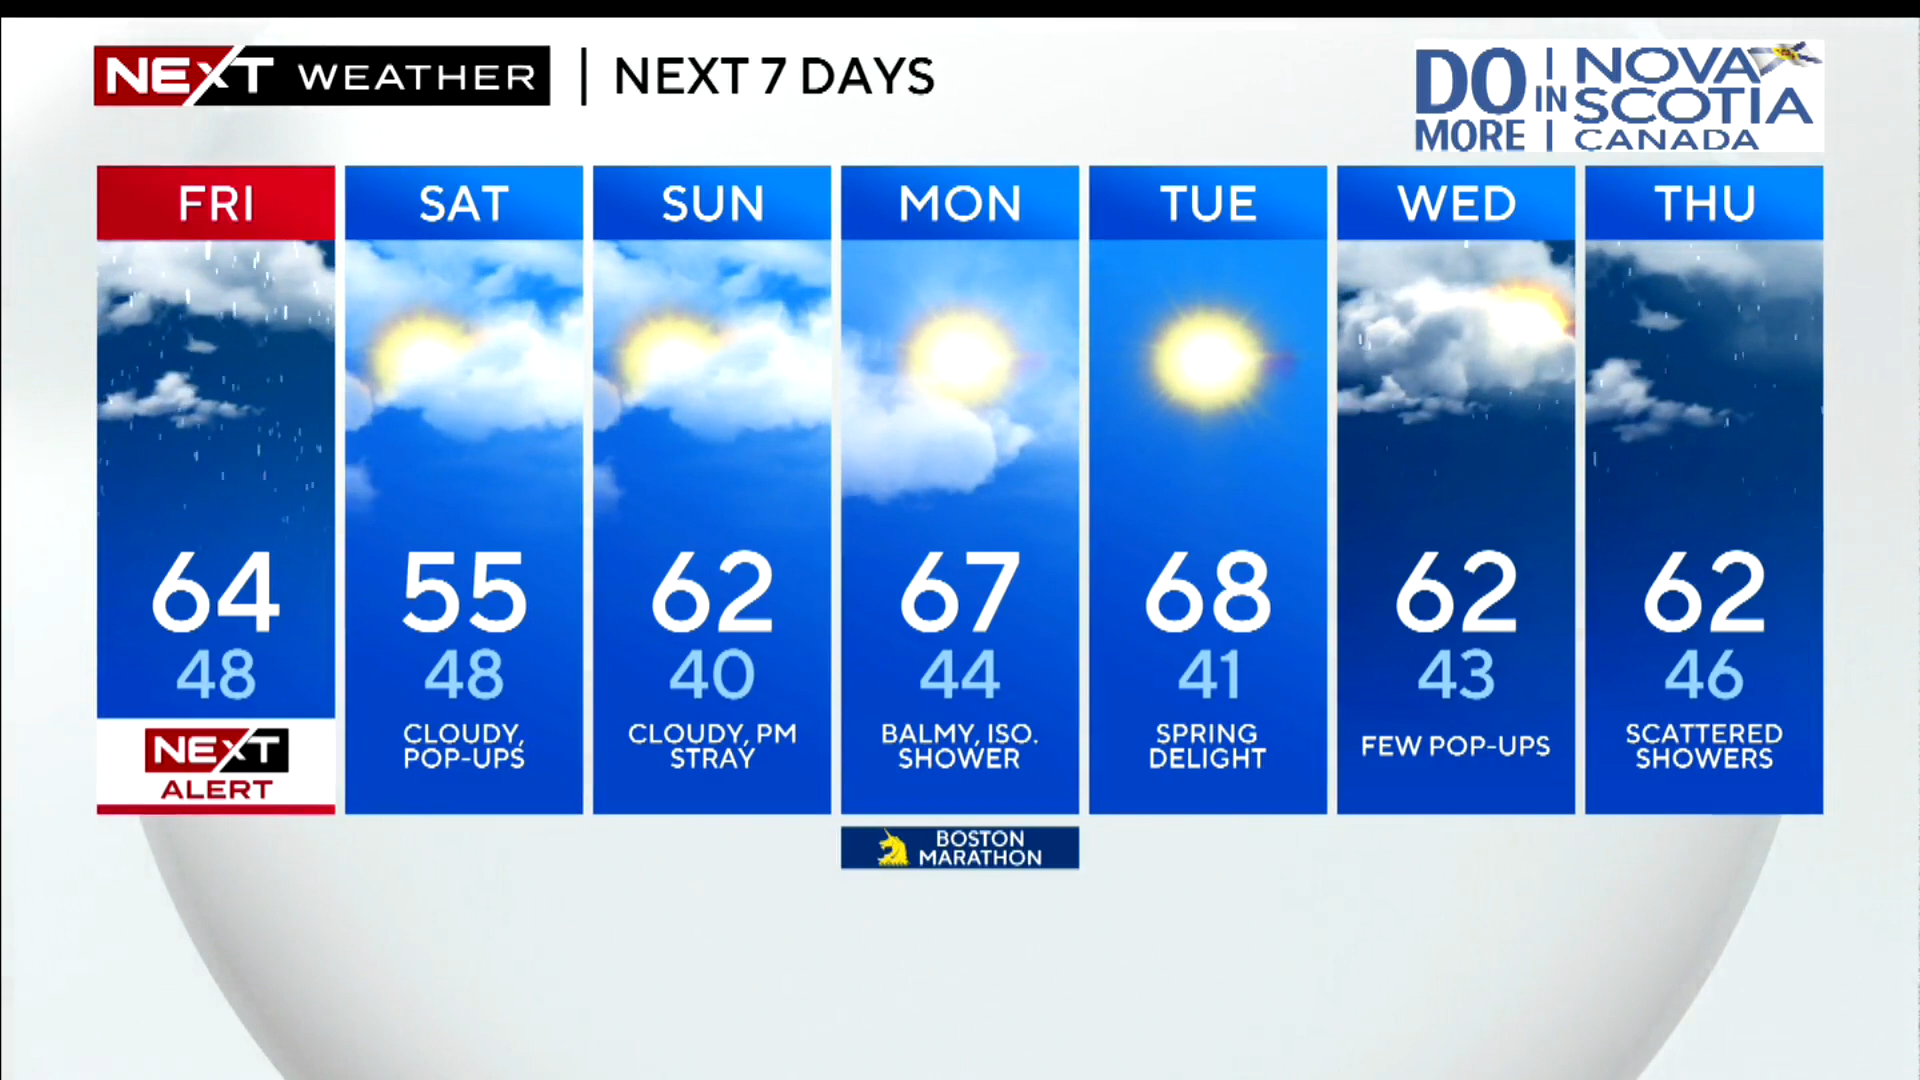 NEXT WEATHER | NEXT 7 DAYS
DO MORE IN NOVA SCOTIA CANADA
FRI
64
48
NEXT
ALERT
SAT
55
48
CLOUDY,
POP-UPS
SUN
62
40
CLOUDY, PM
STRAY
MON
67
44
BALMY, ISO.
SHOWER
BOSTON
MARATHON
TUE
68
41
SPRING
DELIGHT
WED
62
43
FEW POP-UPS
THU
62
46
SCATTERED
SHOWERS